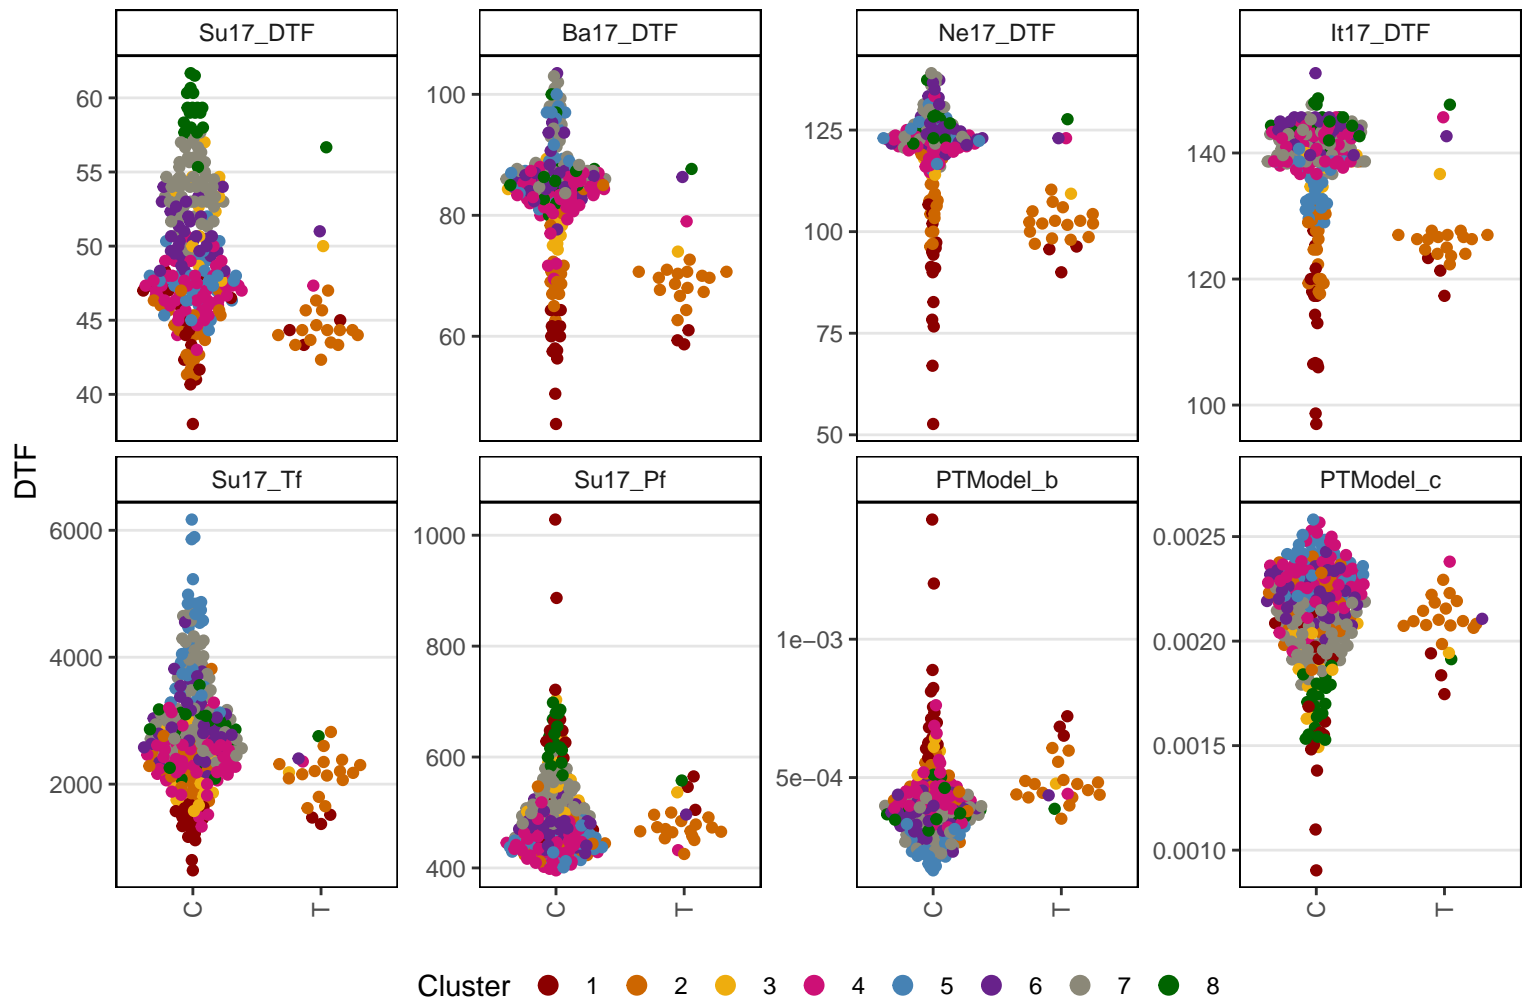 Su17_DTF Ba17_DTF Ne17_DTF It17_DTF
60 55 50 45 40
100 80 60
125 100 75 50
140 120 100
DTF
Su17_Tf Su17_Pf PTModel_b PTModel_c
6000 4000 2000
1000 800 600 400
1e−03 5e−04
0.0025 0.0020 0.0015 0.0010
C T C T C T C T
Cluster 1 2 3 4 5 6 7 8